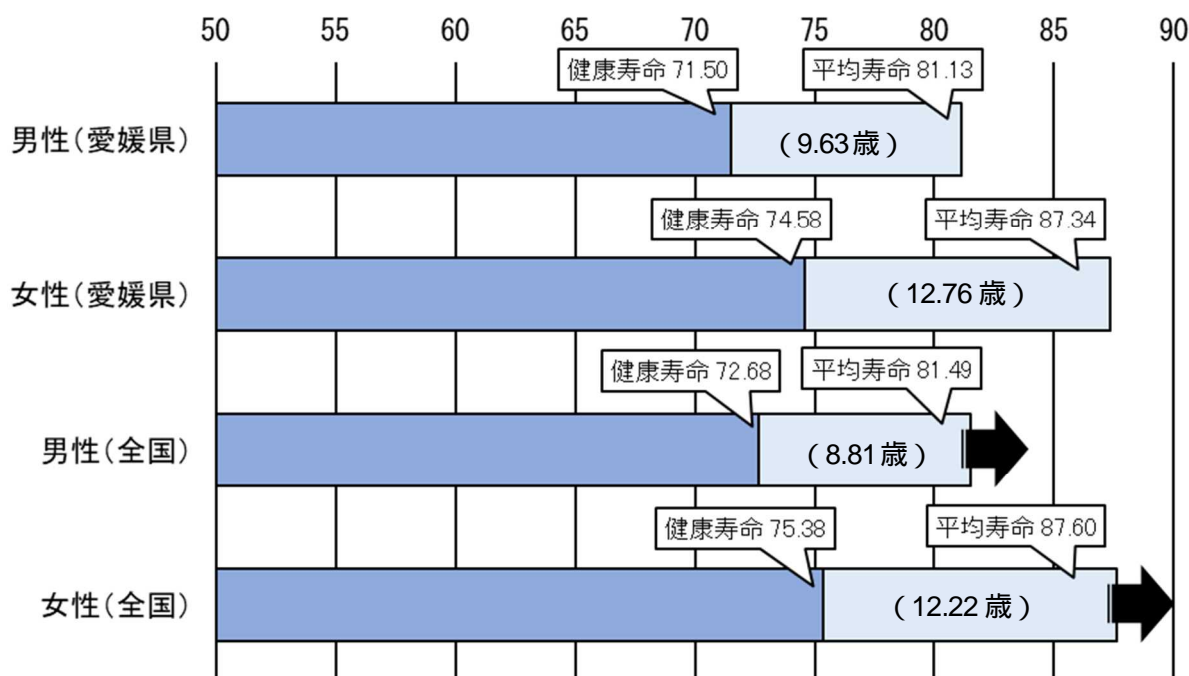 50 55 60 65 70 75 80 85 90
健康寿命 71.50 平均寿命 81.13
男性(愛媛県) (9.63歳)
健康寿命 74.58 平均寿命 87.34
女性(愛媛県) (12.76 歳)
健康寿命 72.68 平均寿命 81.49
男性(全国) (8.81歳)
健康寿命 75.38 平均寿命 87.60
女性(全国) (12.22 歳)